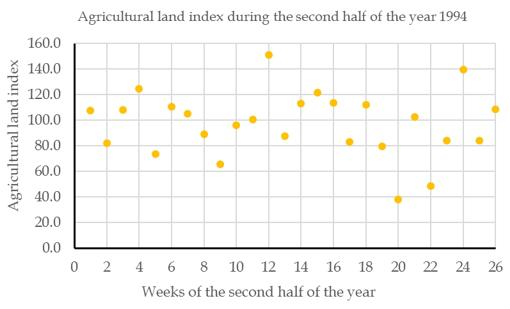 Agricultural land index during the second half of the year 1994
160.0
140.0
120.0
100.0
80.0
60.0
40.0
20.0
0.0
Agricultural land index
0 2 4 6 8 10 12 14 16 18 20 22 24 26
Weeks of the second half of the year